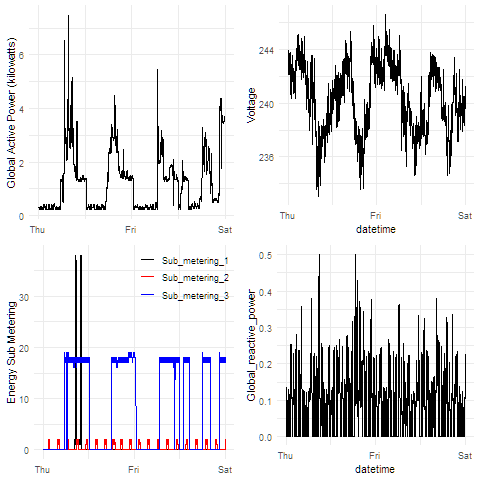 Global Active Power (kilowatts)
6
4
2
0
Thu
Fri
Sat
Voltage
244
240
236
Thu
Fri
Sat
datetime
Energy Sub Metering
30
20
10
0
Thu
Fri
Sat
Sub_metering_1
Sub_metering_2
Sub_metering_3
Global_reactive_power
0.5
0.4
0.3
0.2
0.1
0.0
Thu
Fri
Sat
datetime